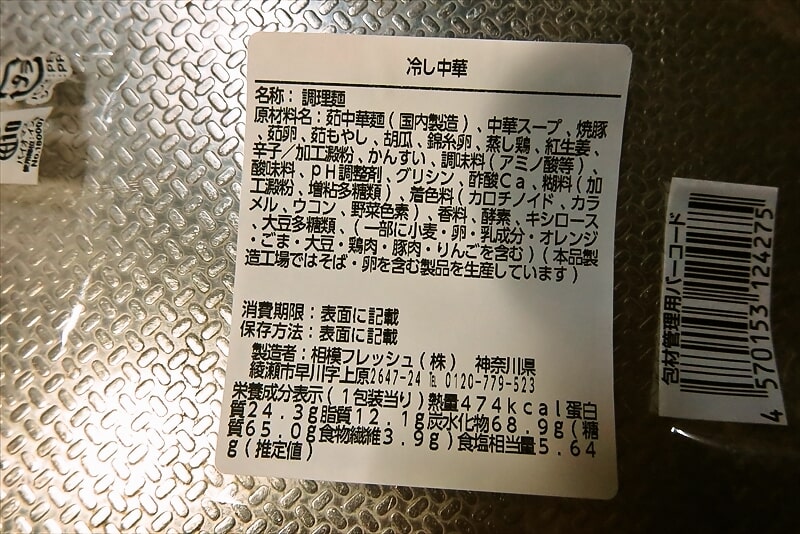 冷し中華
名称：調理麺
原材料名：茹中華麺(国内製造)、中華スープ、焼豚
、茹卵、茹もやし、胡瓜、錦糸卵、蒸し鶏、紅生姜、
辛子／加工澱粉、かんすい、調味料(アミノ酸等)、
酸味料、pH調整剤、グリシン、酢酸Ca、糊料(加
工澱粉、増粘多糖類)、着色料(カロチノイド、カラ
メル、ウコン、野菜色素)、香料、酵素、キシロース
、大豆多糖類、(一部に小麦・卵・乳成分・オレンジ
・ごま・大豆・鶏肉・豚肉・りんごを含む)(本品製
造工場ではそば・卵を含む製品を生産しています)
消費期限：表面に記載
保存方法：表面に記載
製造者：相模フレッシュ(株) 神奈川県
綾瀬市早川字上原2647-24 ℡ 0120-779-523
栄養成分表示(1包装当り)熱量474kcal蛋白
質24.3g脂質12.1g炭水化物68.9g(糖
質65.0g食物繊維3.9g)食塩相当量5.64
g(推定値)
包材管理用バーコード
4570153124275